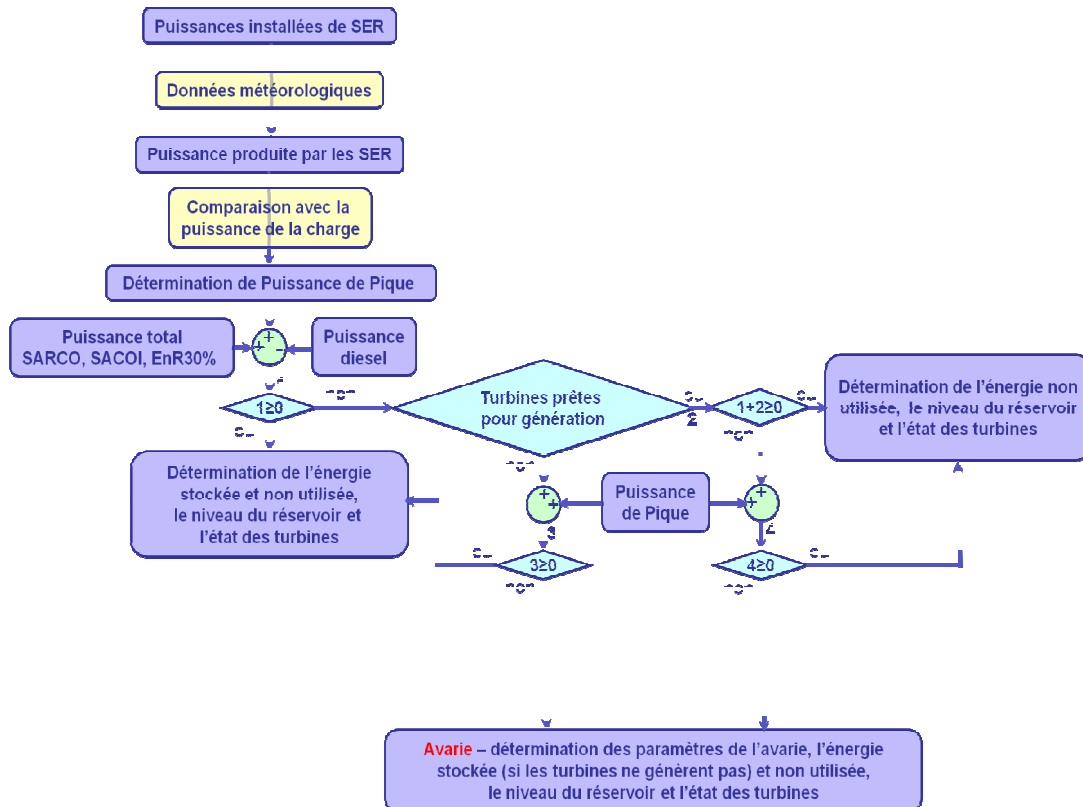 Puissances installées de SER
Données météorologiques
Puissance produite par les SER
Comparaison avec la
puissance de la charge
Détermination de Puissance de Pique
Puissance total
SARCO, SACOI, EnR30%
+
+
-
Puissance
diesel
1≥0
Turbines prêtes
pour génération
2
1+2≥0
Détermination de l'énergie non
utilisée, le niveau du réservoir
et l'état des turbines
Détermination de l'énergie
stockée et non utilisée,
le niveau du réservoir et
l'état des turbines
+
+
Puissance
de Pique
+
+
3
4
3≥0
4≥0
Avarie – détermination des paramètres de l'avarie, l'énergie
stockée (si les turbines ne génèrent pas) et non utilisée,
le niveau du réservoir et l'état des turbines